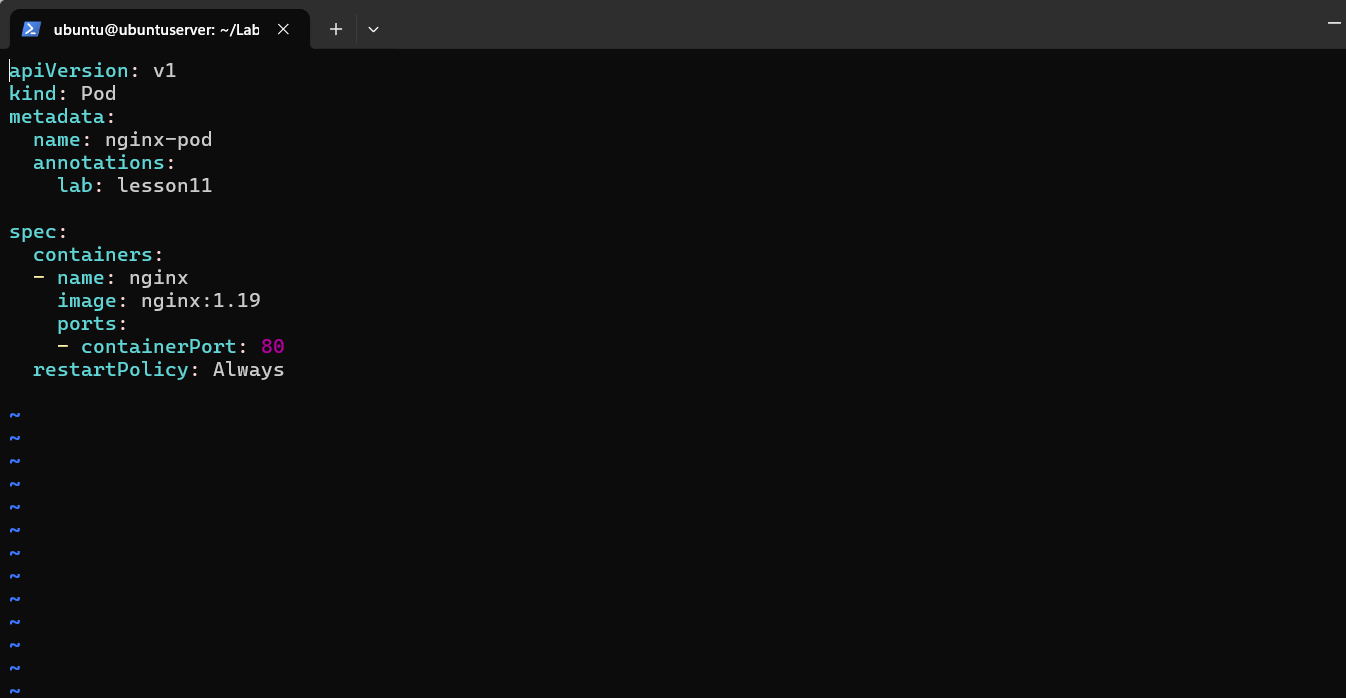 ubuntu@ubuntuserver: ~/Lab
apiVersion: v1
kind: Pod
metadata:
  name: nginx-pod
  annotations:
    lab: lesson11

spec:
  containers:
  - name: nginx
    image: nginx:1.19
    ports:
    - containerPort: 80
  restartPolicy: Always

~
~
~
~
~
~
~
~
~
~
~
~
~